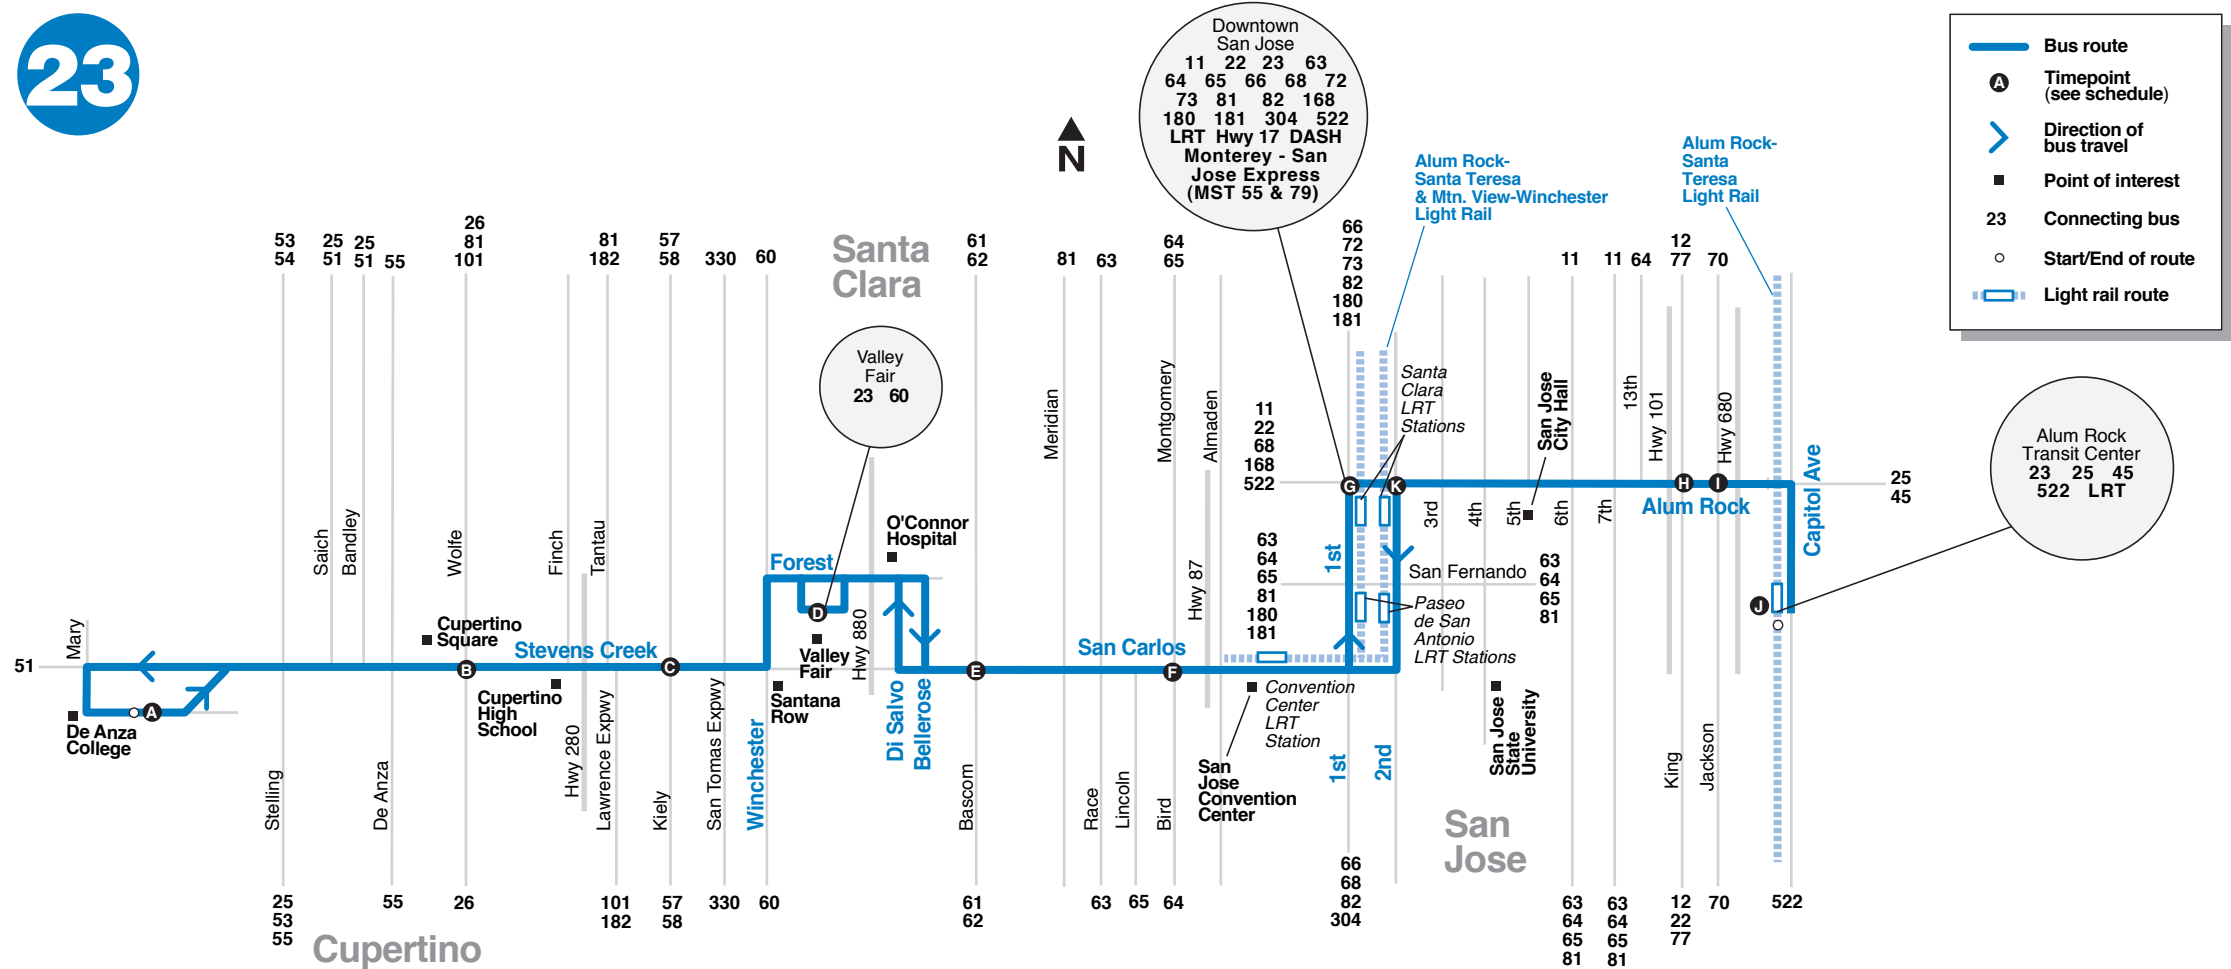 23
Downtown
San Jose
11 22 23 63
64 65 66 68 72
73 81 82 168
180 181 304 522
LRT Hwy 17 DASH
Monterey - San
Jose Express
(MST 55 & 79)
N
Bus route
A
Timepoint
(see schedule)
Direction of
bus travel
Point of interest
23
Connecting bus
Start/End of route
Light rail route
Alum Rock-
Santa Teresa
& Mtn. View-Winchester
Light Rail
Alum Rock-
Santa
Teresa
Light Rail
53
54
25
51
25
51
55
26
81
101
81
182
57
58
330
60
Santa
Clara
61
62
81
63
64
65
66
72
73
82
180
181
11
11
64
12
77
70
Valley
Fair
23 60
Alum Rock
Transit Center
23 25 45
522 LRT
Saich
Bandley
Wolfe
Finch
Tantau
Meridian
Montgomery
Almaden
Hwy 87
11
22
68
168
522
Santa
Clara
LRT
Stations
San Jose
City Hall
13th
Hwy 101
Hwy 680
Capitol Ave
25
45
G
K
H
I
Alum Rock
3rd
4th
5th
6th
7th
63
64
65
81
180
181
1st
San Fernando
63
64
65
81
Paseo
de San
Antonio
LRT Stations
J
O'Connor
Hospital
Forest
D
Valley
Fair
Hwy 880
Mary
51
Cupertino
Square
Stevens Creek
B
C
San Carlos
E
F
A
De Anza
College
Cupertino
High
School
Santana
Row
Di Salvo
Bellerose
Convention
Center
LRT
Station
San
Jose
Convention
Center
1st
2nd
San Jose
State
University
Stelling
De Anza
Hwy 280
Lawrence Expwy
Kiely
San Tomas Expwy
Winchester
Bascom
Race
Lincoln
Bird
King
Jackson
San
Jose
25
53
55
55
26
101
182
57
58
330
60
61
62
63
65
64
66
68
82
304
63
64
65
81
63
64
65
81
12
22
77
70
522
Cupertino